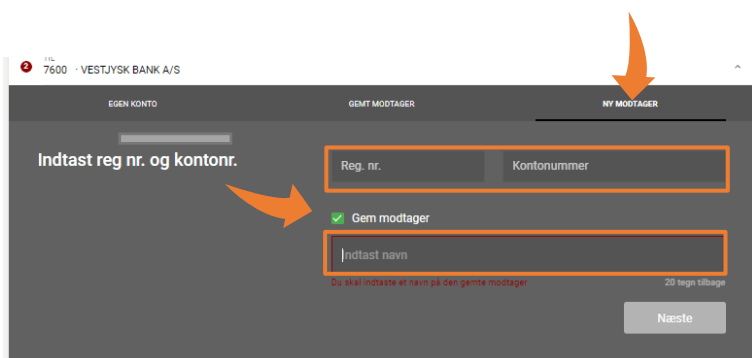 2
TIL
7600 · VESTJYSK BANK A/S
EGEN KONTO GEMT MODTAGER NY MODTAGER
Indtast reg nr. og kontonr.
Reg. nr. Kontonummer
Gem modtager
Indtast navn
Du skal indtaste et navn på den gemte modtager 20 tegn tilbage
Næste